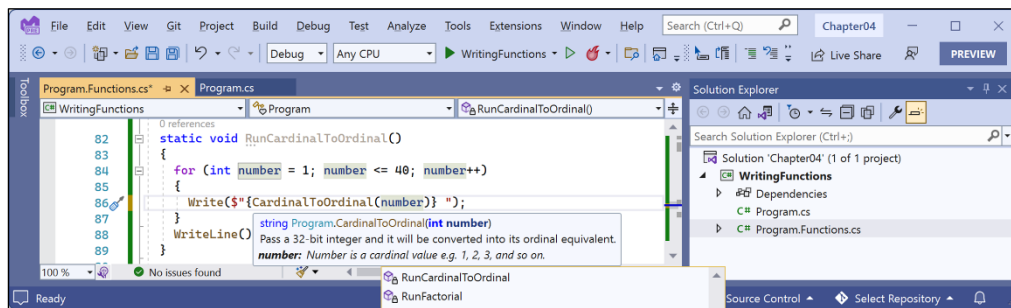 File Edit View Git Project Build Debug Test Analyze Tools Extensions Window Help Search (Ctrl+Q) Chapter04
Debug Any CPU WritingFunctions Live Share PREVIEW
Toolbox
Program.Functions.cs* Program.cs
Solution Explorer
C# WritingFunctions Program RunCardinalToOrdinal()
Search Solution Explorer (Ctrl+;)
Solution 'Chapter04' (1 of 1 project)
C# WritingFunctions
Dependencies
C# Program.cs
C# Program.Functions.cs
0 references
82 static void RunCardinalToOrdinal()
83 {
84 for (int number = 1; number <= 40; number++)
85 {
86 Write($"{CardinalToOrdinal(number)} ");
87 }
88 WriteLine()
89 }
string Program.CardinalToOrdinal(int number)
Pass a 32-bit integer and it will be converted into its ordinal equivalent.
number: Number is a cardinal value e.g. 1, 2, 3, and so on.
100 % No issues found
RunCardinalToOrdinal
RunFactorial
Ready Source Control Select Repository